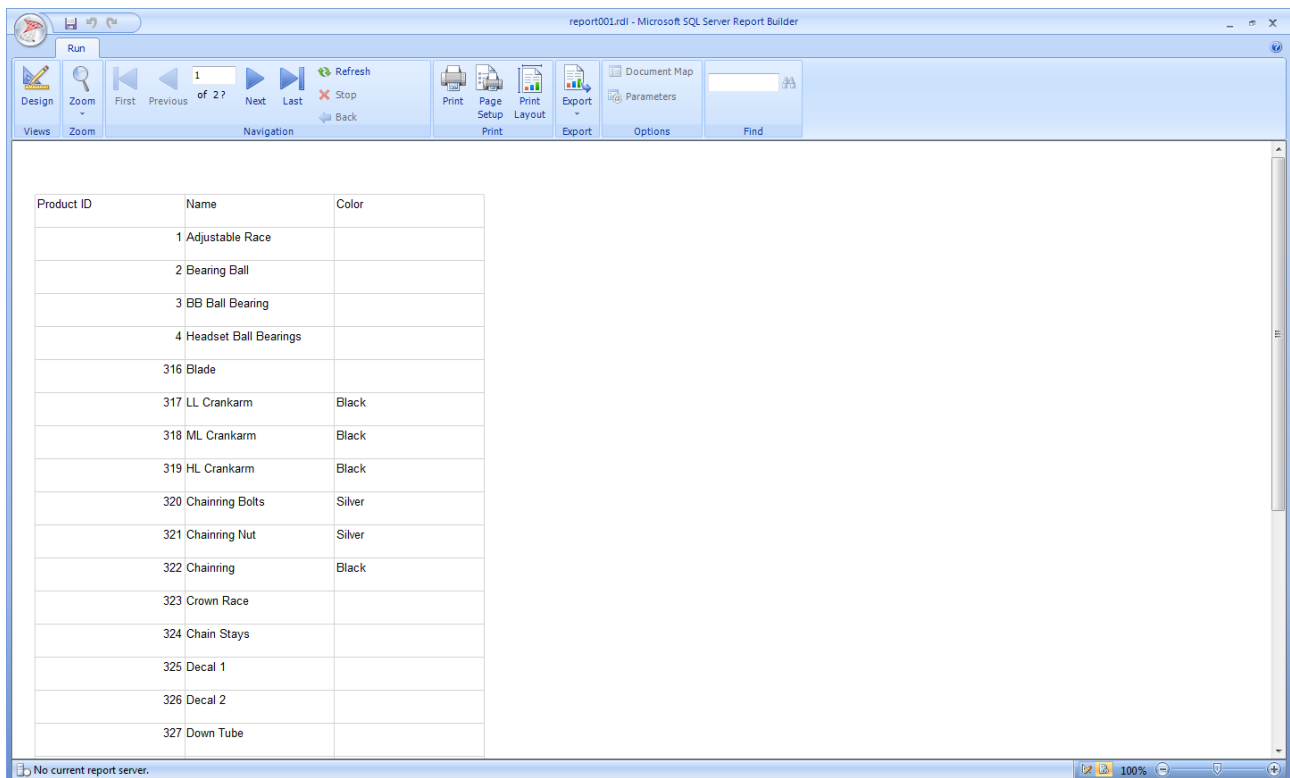 report001.rdl - Microsoft SQL Server Report Builder
Run
Design
Zoom
First
Previous
1
of 2?
Next
Last
Refresh
Stop
Back
Print
Page Setup
Print Layout
Export
Document Map
Parameters
Views
Zoom
Navigation
Print
Export
Options
Find
Product ID Name Color
1 Adjustable Race
2 Bearing Ball
3 BB Ball Bearing
4 Headset Ball Bearings
316 Blade
317 LL Crankarm Black
318 ML Crankarm Black
319 HL Crankarm Black
320 Chainring Bolts Silver
321 Chainring Nut Silver
322 Chainring Black
323 Crown Race
324 Chain Stays
325 Decal 1
326 Decal 2
327 Down Tube
No current report server.
100%